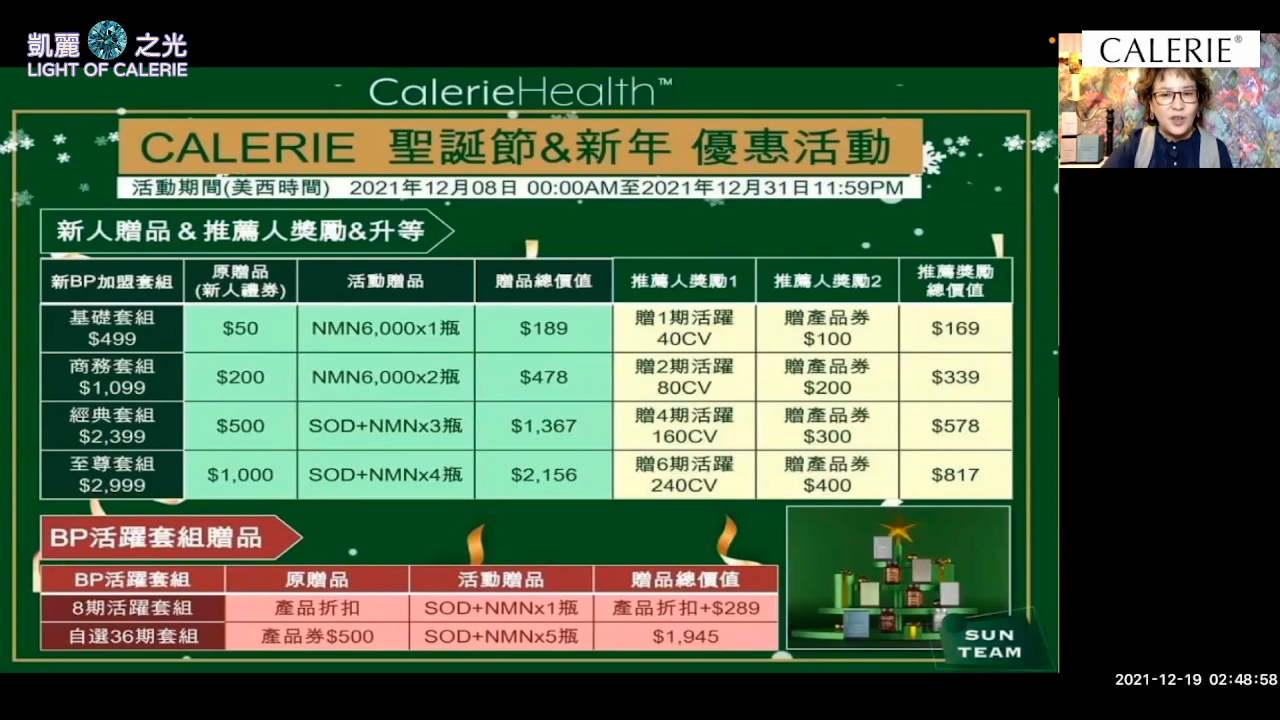 凱麗之光
LIGHT OF CALERIE
CALERIE®
CalerieHealth™
CALERIE 聖誕節&新年 優惠活動
活動期間(美西時間) 2021年12月08日 00:00AM至2021年12月31日11:59PM
新人贈品&推薦人獎勵&升等
新BP加盟套組 原贈品(新人禮券) 活動贈品 贈品總價值 推薦人獎勵1 推薦人獎勵2 推薦獎勵總價值
基礎套組 $499 $50 NMN6,000x1瓶 $189 贈1期活躍 40CV 贈產品券 $100 $169
商務套組 $1,099 $200 NMN6,000x2瓶 $478 贈2期活躍 80CV 贈產品券 $200 $339
經典套組 $2,399 $500 SOD+NMNx3瓶 $1,367 贈4期活躍 160CV 贈產品券 $300 $578
至尊套組 $2,999 $1,000 SOD+NMNx4瓶 $2,156 贈6期活躍 240CV 贈產品券 $400 $817
BP活躍套組贈品
BP活躍套組 原贈品 活動贈品 贈品總價值
8期活躍套組 產品折扣 SOD+NMNx1瓶 產品折扣+$289
自選36期套組 產品券$500 SOD+NMNx5瓶 $1,945
SUN
TEAM
2021-12-19 02:48:58